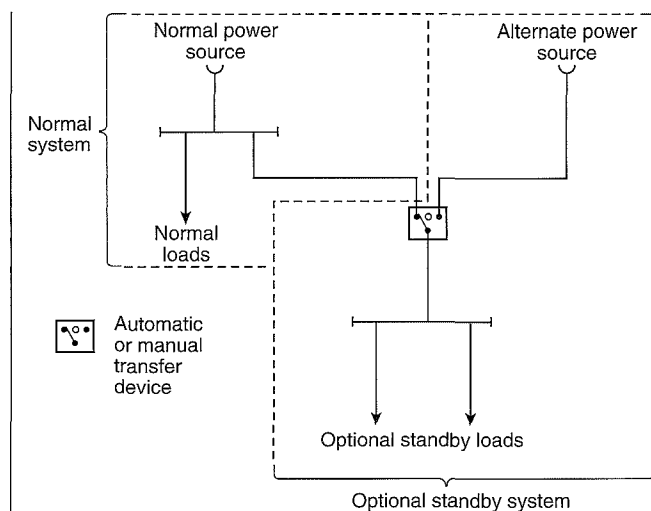 Normal power
source
Alternate power
source
Normal
system
Normal
loads
Automatic
or manual
transfer
device
Optional standby loads
Optional standby system